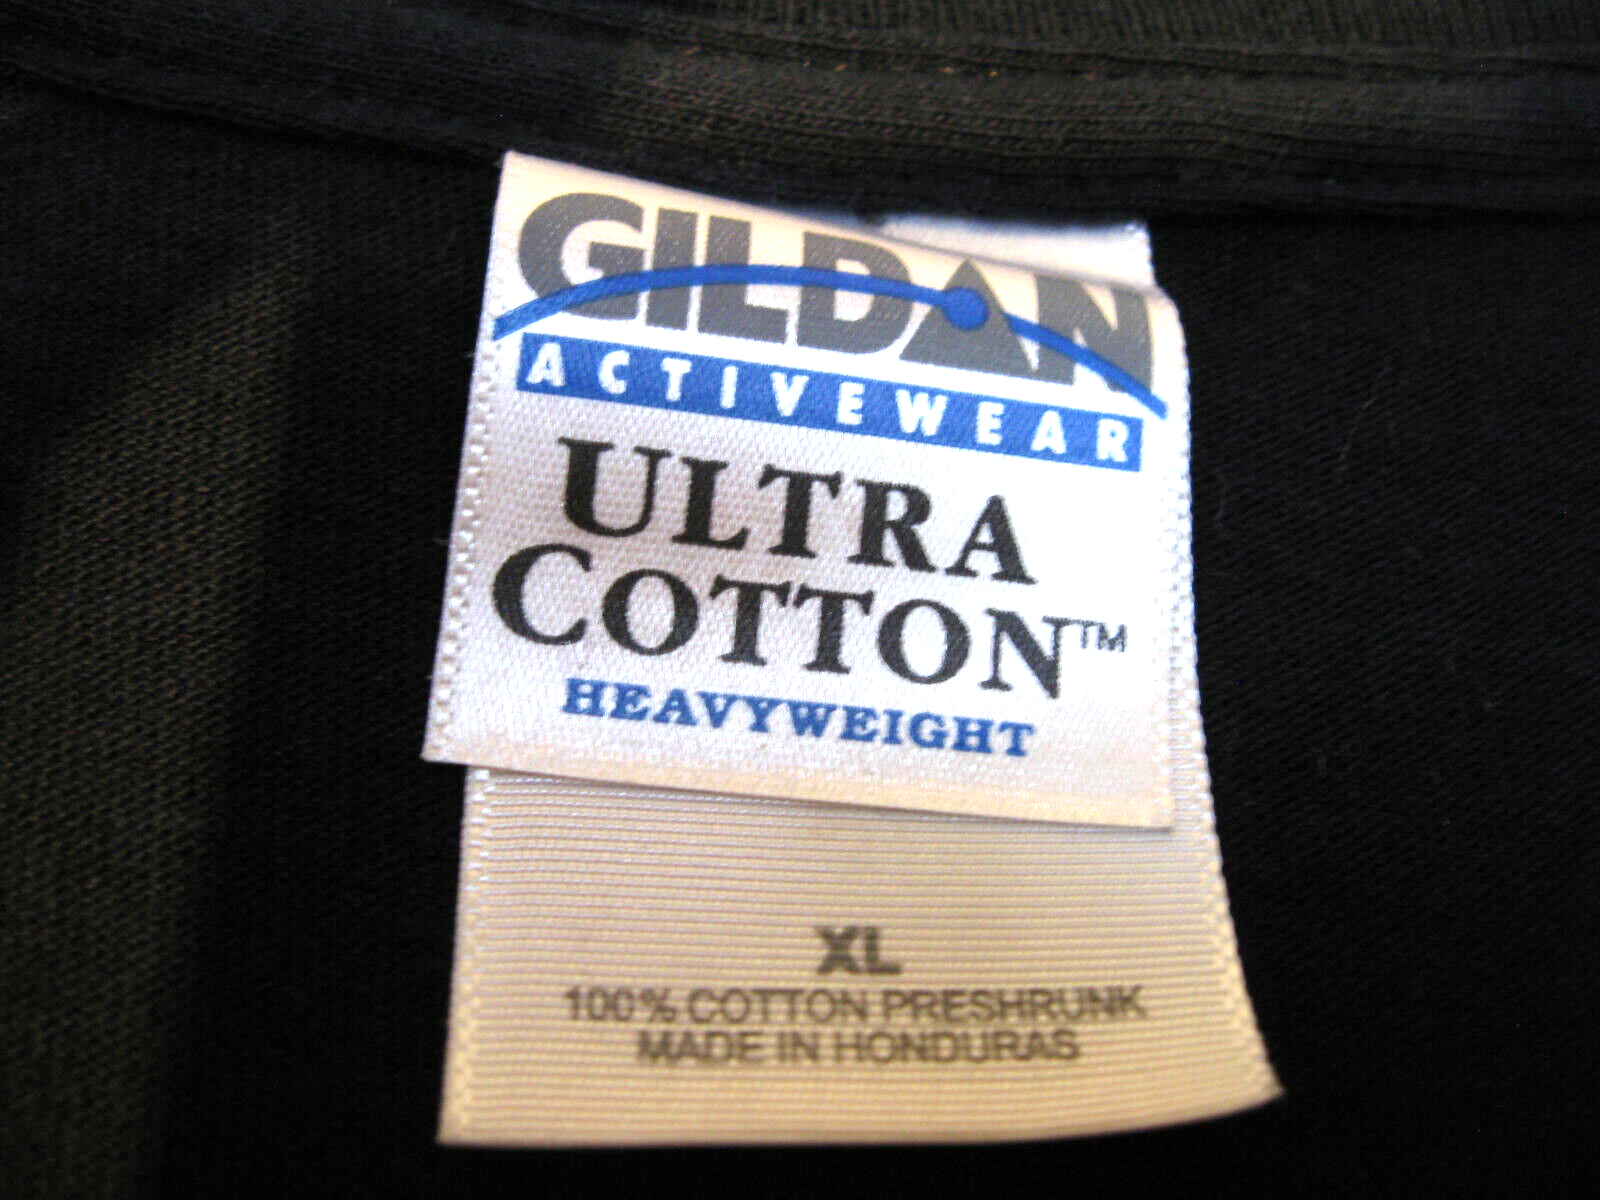 GILDAN
ACTIVEWEAR
ULTRA
COTTON™
HEAVYWEIGHT
XL
100% COTTON PRESHRUNK
MADE IN HONDURAS